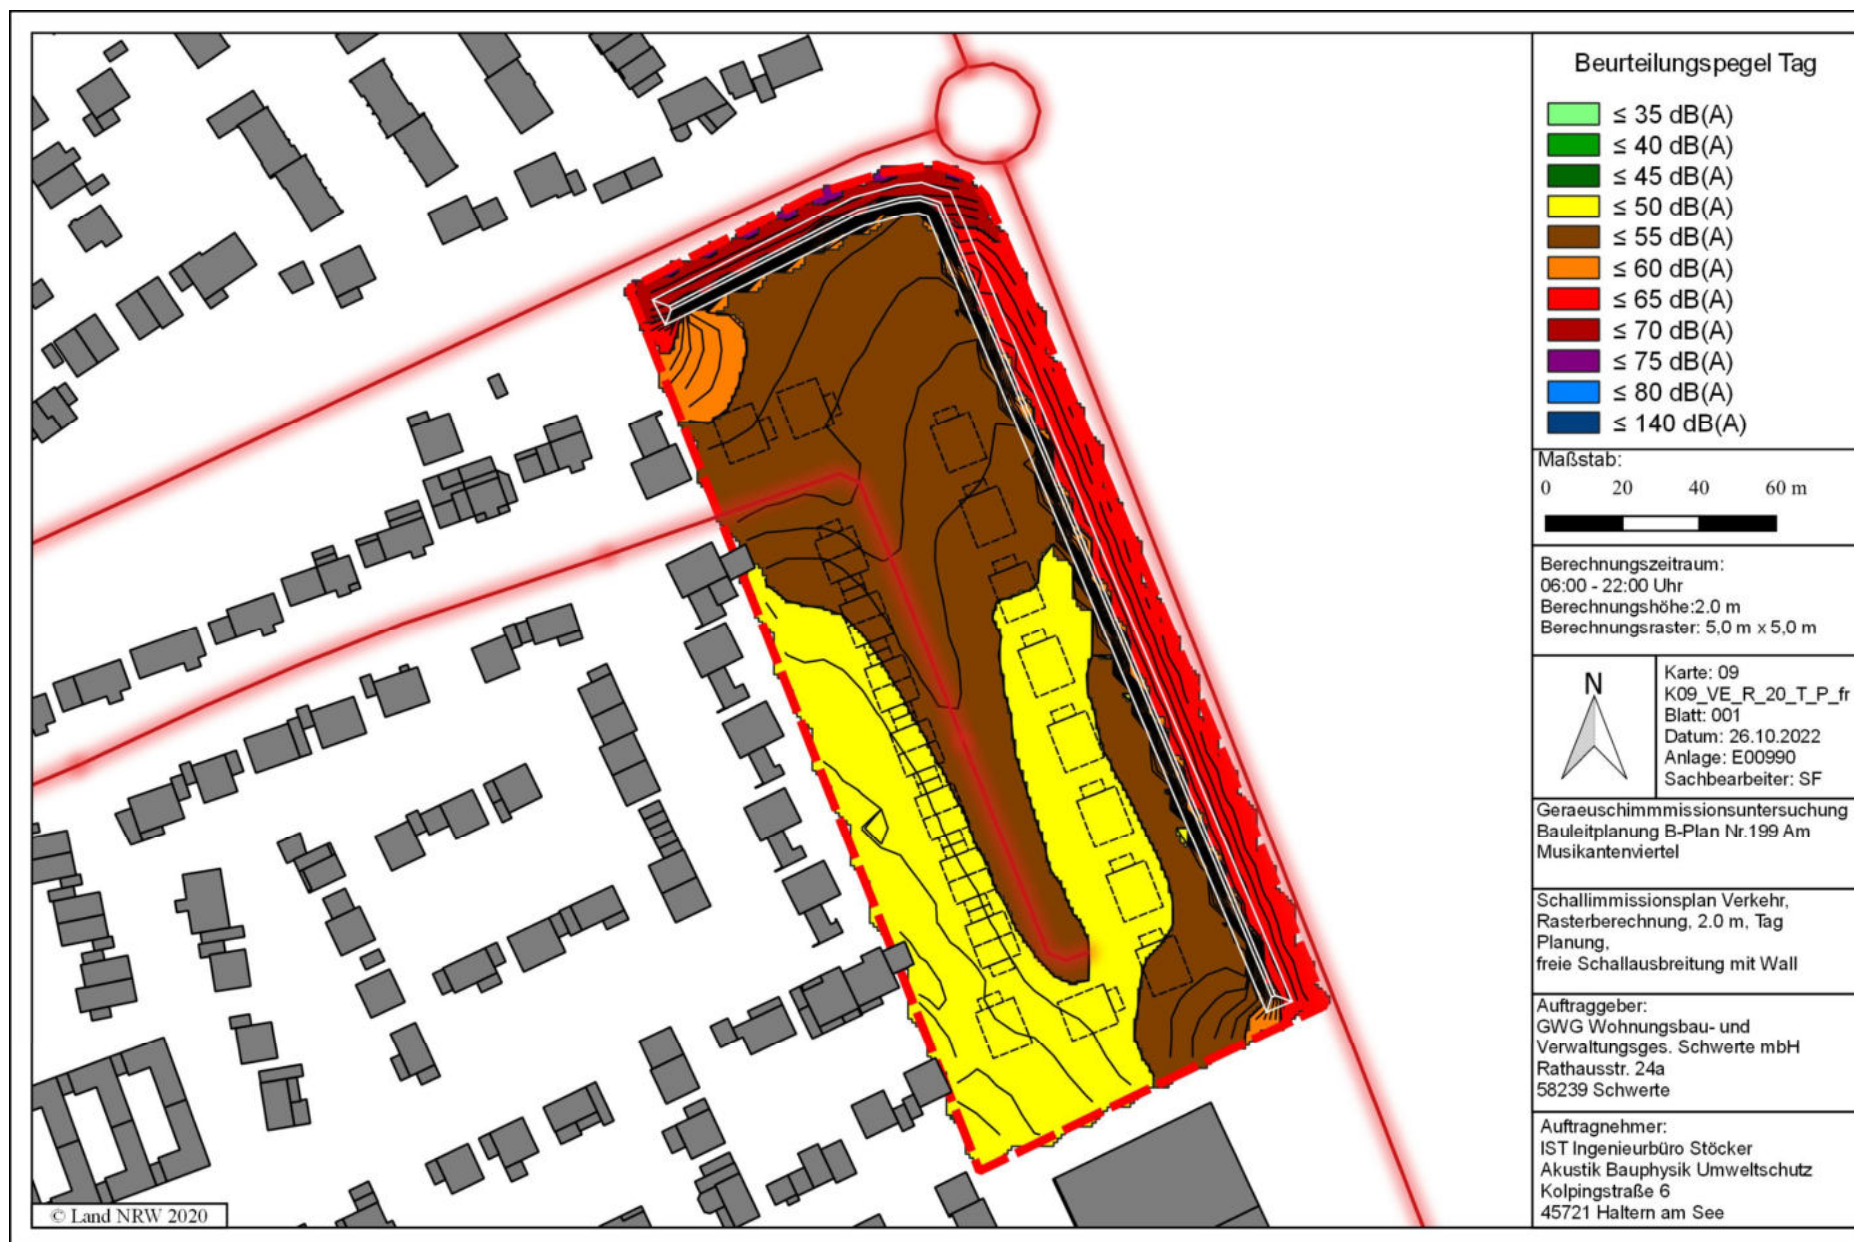 Beurteilungspegel Tag
≤ 35 dB(A)
≤ 40 dB(A)
≤ 45 dB(A)
≤ 50 dB(A)
≤ 55 dB(A)
≤ 60 dB(A)
≤ 65 dB(A)
≤ 70 dB(A)
≤ 75 dB(A)
≤ 80 dB(A)
≤ 140 dB(A)
Maßstab:
0 20 40 60 m
Berechnungszeitraum:
06:00 - 22:00 Uhr
Berechnungshöhe:2.0 m
Berechnungsraster: 5,0 m x 5,0 m
N
Karte: 09
K09_VE_R_20_T_P_fr
Blatt: 001
Datum: 26.10.2022
Anlage: E00990
Sachbearbeiter: SF
Geraeuschimmmissionsuntersuchung
Bauleitplanung B-Plan Nr.199 Am
Musikantenviertel
Schallimmissionsplan Verkehr,
Rasterberechnung, 2.0 m, Tag
Planung,
freie Schallausbreitung mit Wall
Auftraggeber:
GWG Wohnungsbau- und
Verwaltungsges. Schwerte mbH
Rathausstr. 24a
58239 Schwerte
Auftragnehmer:
IST Ingenieurbüro Stöcker
Akustik Bauphysik Umweltschutz
Kolpingstraße 6
45721 Haltern am See
© Land NRW 2020